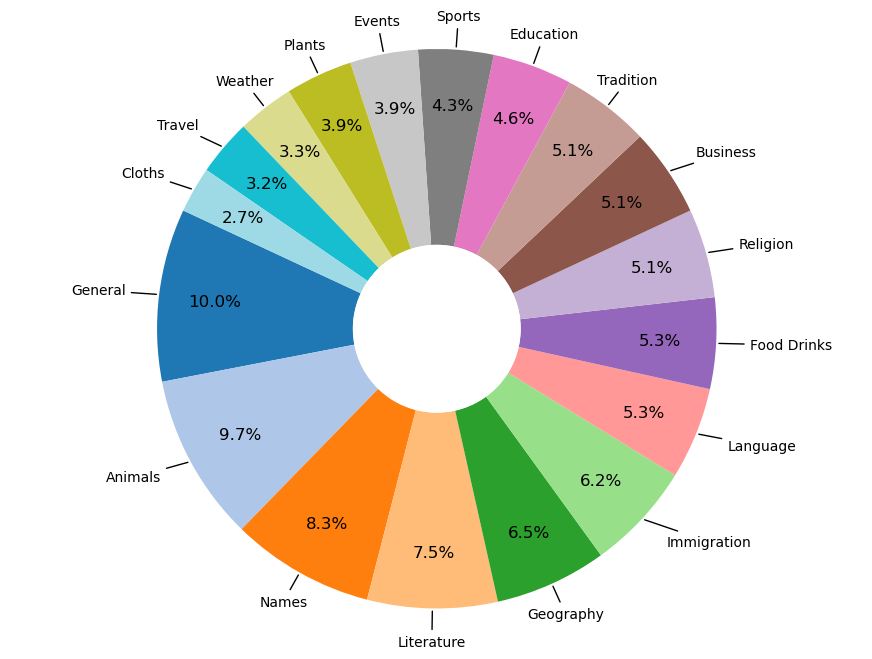 Sports
Events
Education
Plants
Tradition
Weather
4.3%
3.9%
4.6%
Travel
3.9%
Business
3.3%
5.1%
Cloths
3.2%
5.1%
2.7%
Religion
5.1%
General
10.0%
5.3%
Food Drinks
9.7%
5.3%
Language
Animals
6.2%
8.3%
6.5%
Immigration
7.5%
Names
Geography
Literature